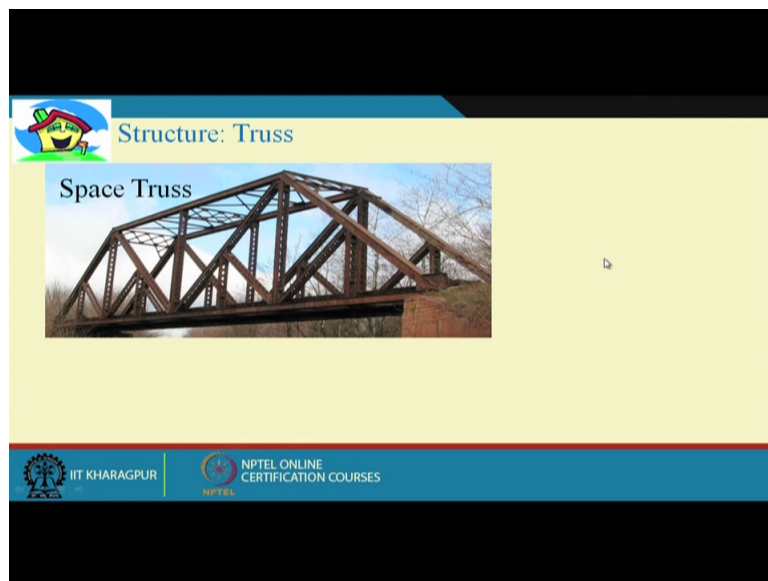 Structure: Truss
Space Truss
IIT KHARAGPUR
NPTEL ONLINE
CERTIFICATION COURSES
NPTEL